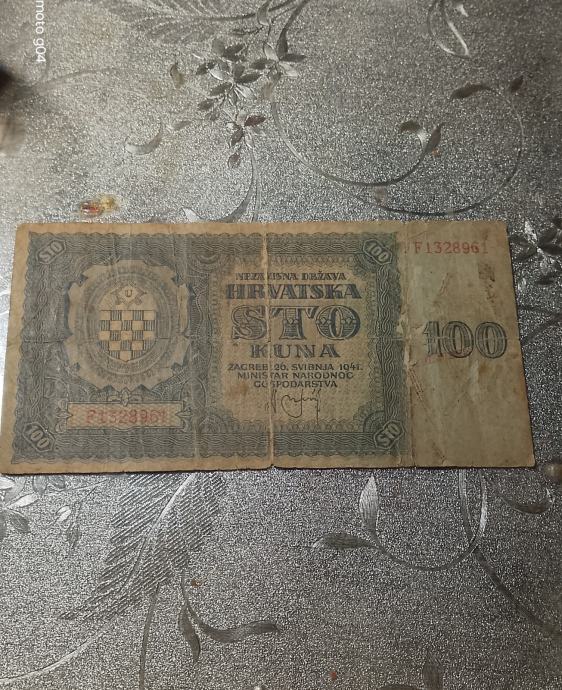 moto g04
STO
100
F1328961
NEZAVISNA DRŽAVA
HRVATSKA
STO
KUNA
ZAGREB, 26. SVIBNJA 1941.
MINISTAR NARODNOG
GOSPODARSTVA
100
U
F1328961
100
STO